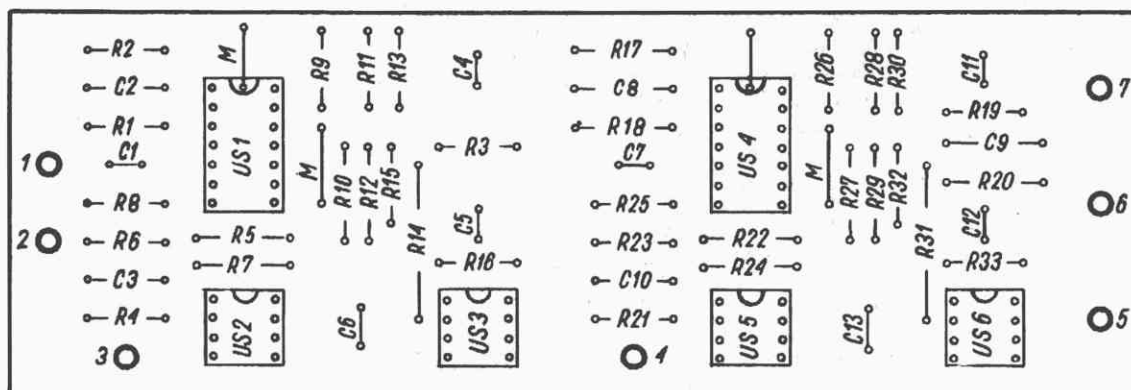 R2
C2
R1
C1
R8
R6
C3
R4
1
2
3
M
US1
R5
R7
US2
R9
M
R11
R13
R10
R12
R15
R14
C6
C4
R3
C5
R16
US3
R17
C8
R18
C7
R25
R23
C10
R21
4
US4
R22
R24
US5
R26
M
R28
R30
R27
R29
R32
R31
C13
C11
R19
C9
R20
C12
R33
US6
7
6
5